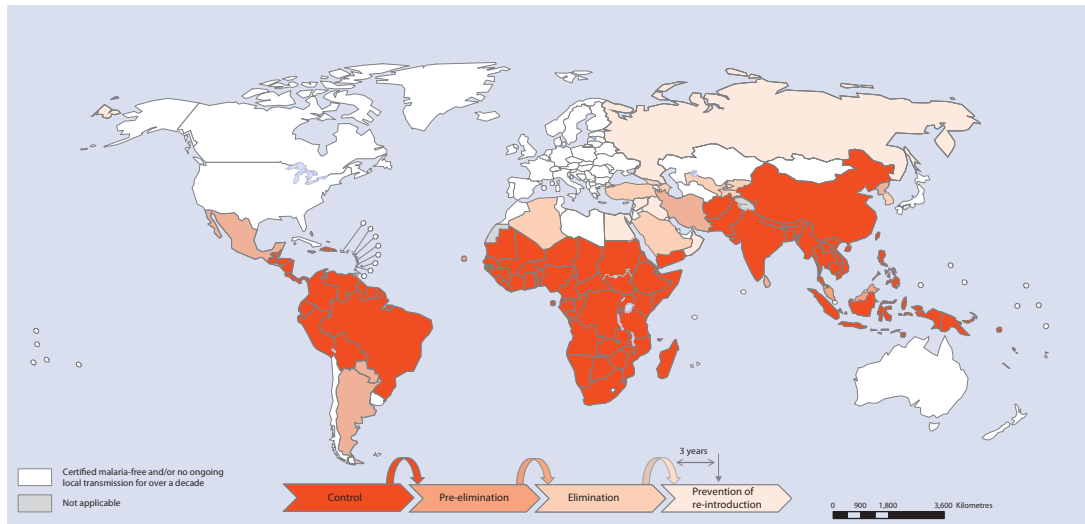 3 years
Certified malaria-free and/or no ongoing
local transmission for over a decade
Not applicable
Control
Pre-elimination
Elimination
Prevention of
re-introduction
0 900 1,800 3,600 Kilometres